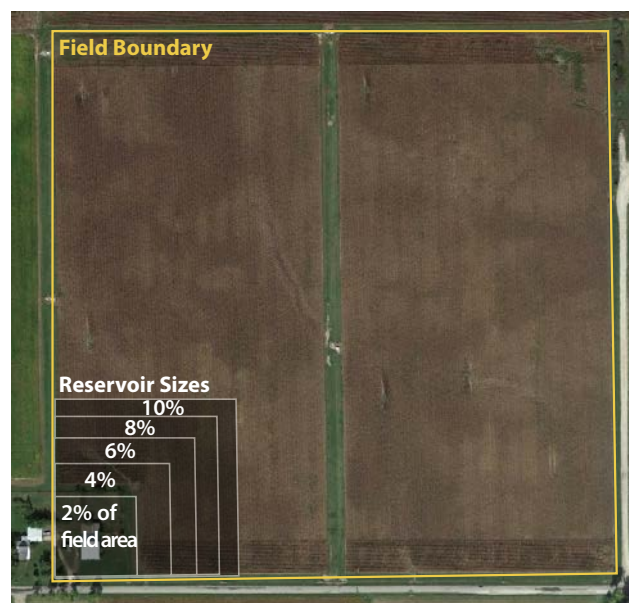 Field Boundary
Reservoir Sizes
10%
8%
6%
4%
2% of
field area